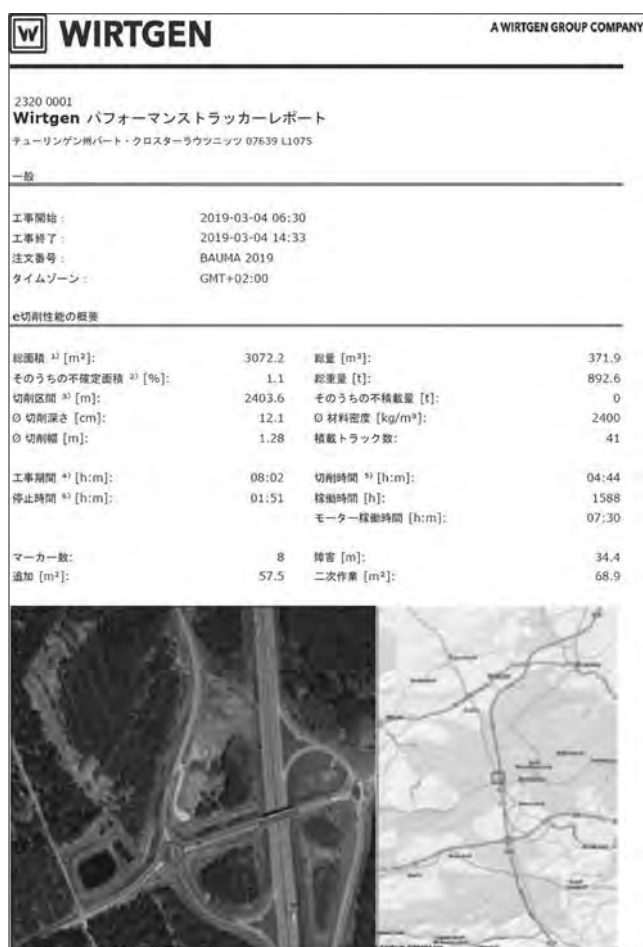 W WIRTGEN
A WIRTGEN GROUP COMPANY
2320 0001
Wirtgen パフォーマンストラッカーレポート
テューリンゲン州バート・クロスターラウツニッツ 07639 L1075
一般
工事開始 : 2019-03-04 06:30
工事終了 : 2019-03-04 14:33
注文番号 : BAUMA 2019
タイムゾーン : GMT+02:00
e切削性能の概要
総面積 ¹⁾ [m²]: 3072.2 総量 [m³]: 371.9
そのうちの不確定面積 ²⁾ [%]: 1.1 総重量 [t]: 892.6
切削区間 ³⁾ [m]: 2403.6 そのうちの不積載量 [t]: 0
Ø 切削深さ [cm]: 12.1 Ø 材料密度 [kg/m³]: 2400
Ø 切削幅 [m]: 1.28 積載トラック数: 41
工事期間 ⁴⁾ [h:m]: 08:02 切削時間 ⁵⁾ [h:m]: 04:44
停止時間 ⁶⁾ [h:m]: 01:51 稼働時間 [h]: 1588
モーター稼働時間 [h:m]: 07:30
マーカー数: 8 障害 [m]: 34.4
追加 [m²]: 57.5 二次作業 [m²]: 68.9